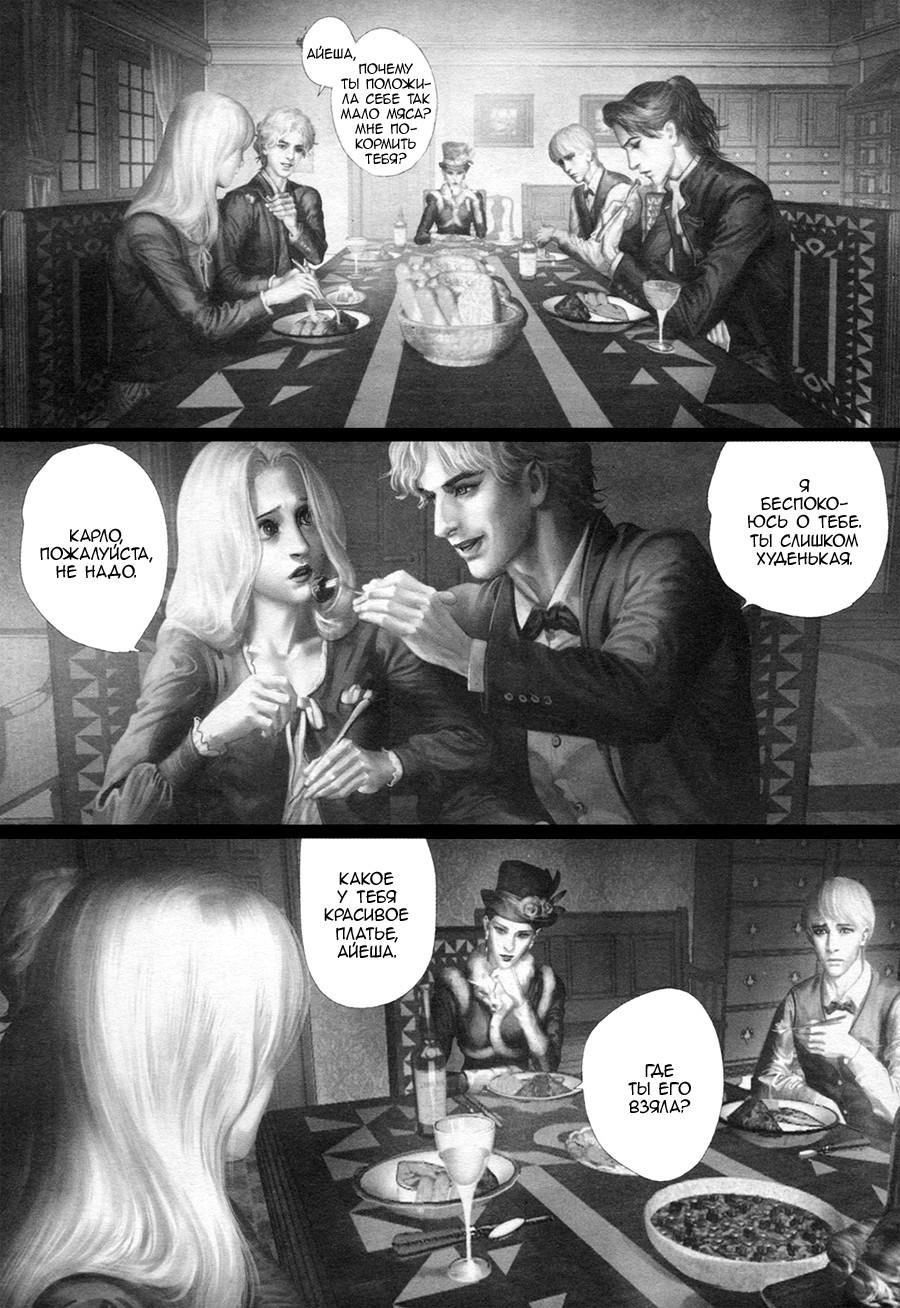 АЙЕША,
ПОЧЕМУ
ТЫ ПОЛОЖИ-
ЛА СЕБЕ ТАК
МАЛО МЯСА?
МНЕ ПО-
КОРМИТЬ
ТЕБЯ?
Я
БЕСПОКО-
ЮСЬ О ТЕБЕ.
ТЫ СЛИШКОМ
ХУДЕНЬКАЯ.
КАРЛО,
ПОЖАЛУЙСТА,
НЕ НАДО.
КАКОЕ
У ТЕБЯ
КРАСИВОЕ
ПЛАТЬЕ,
АЙЕША.
ГДЕ
ТЫ ЕГО
ВЗЯЛА?